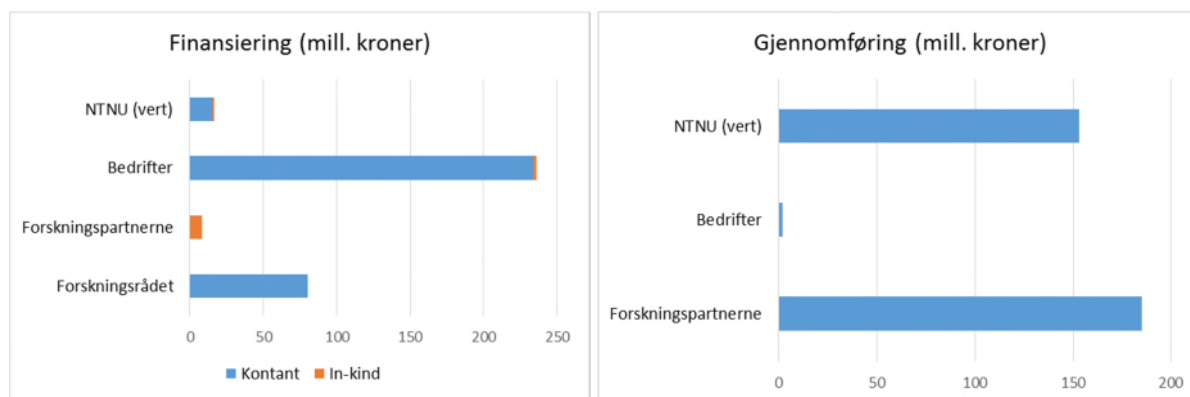 Finansiering (mill. kroner)
NTNU (vert)
Bedrifter
Forskningspartnerne
Forskningsrådet
0 50 100 150 200 250
Kontant In-kind
Gjennomføring (mill. kroner)
NTNU (vert)
Bedrifter
Forskningspartnerne
0 50 100 150 200